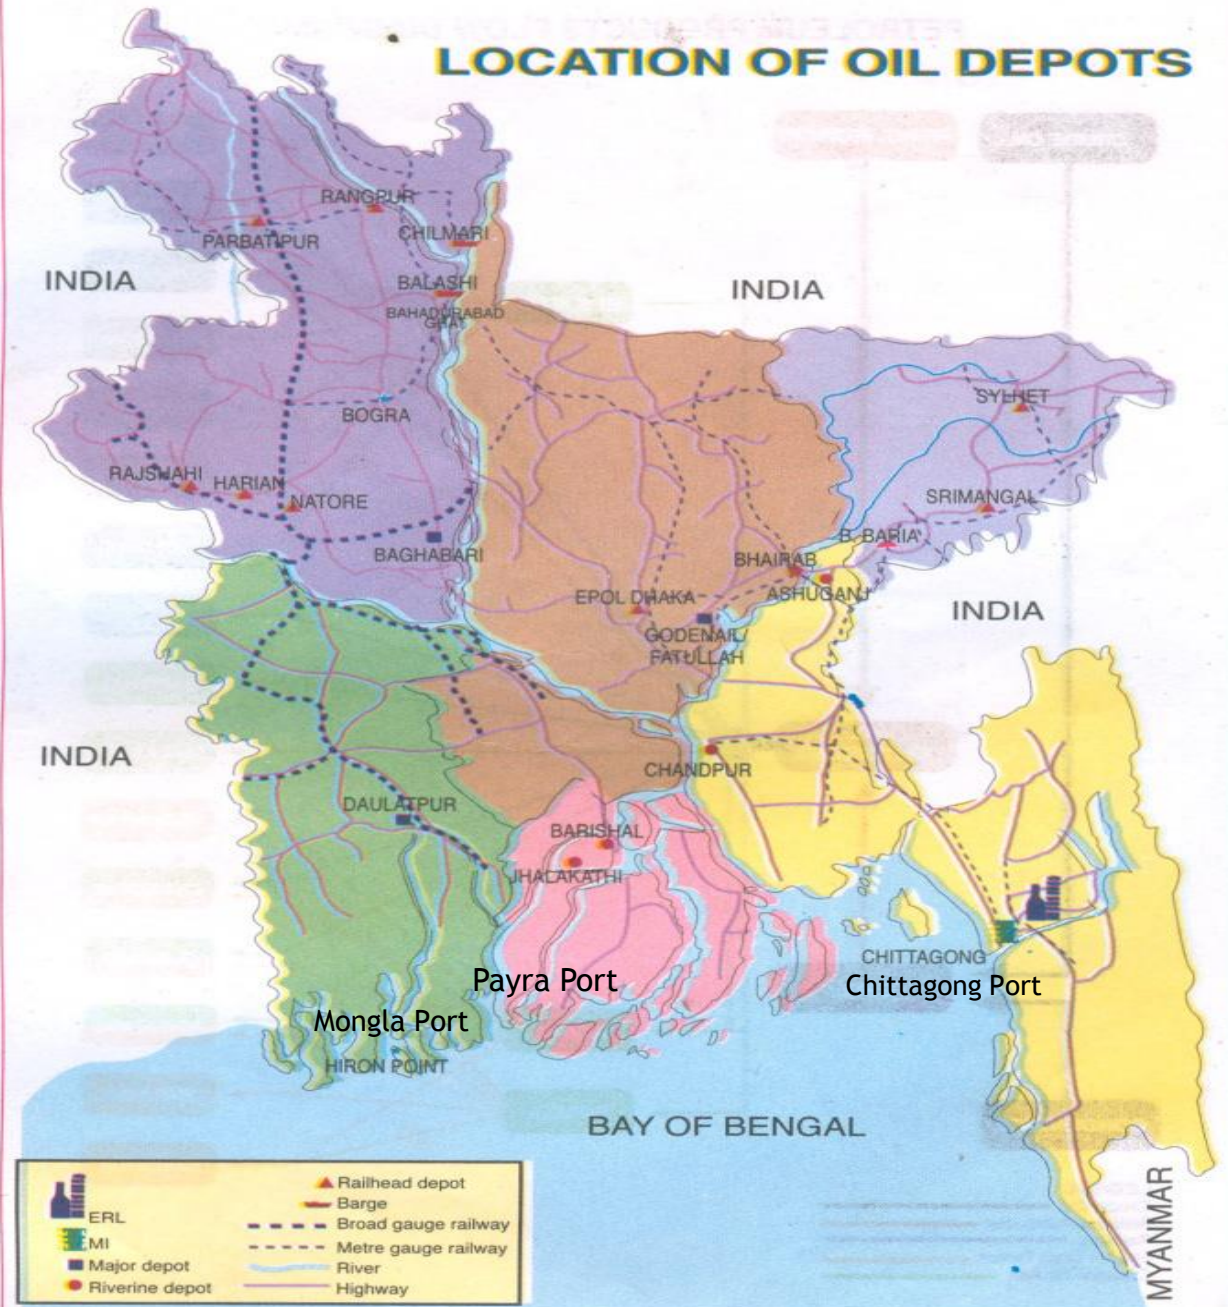 LOCATION OF OIL DEPOTS
RANGPUR
PARBATIPUR
CHILMARI
INDIA
BALASHI
INDIA
BAHADURABAD
GHAT
SYLHET
BOGRA
RAJSHAHI
HARIAN
NATORE
SRIMANGAL
B. BARIA
BAGHABARI
BHAIRAB
ASHUGANJ
EPOL DHAKA
INDIA
GODENAIL/
FATULLAH
INDIA
CHANDPUR
DAULATPUR
BARISHAL
JHALAKATHI
CHITTAGONG
Payra Port
Chittagong Port
Mongla Port
HIRON POINT
BAY OF BENGAL
MYANMAR
ERL
MI
Major depot
Riverine depot
Railhead depot
Barge
Broad gauge railway
Metre gauge railway
River
Highway